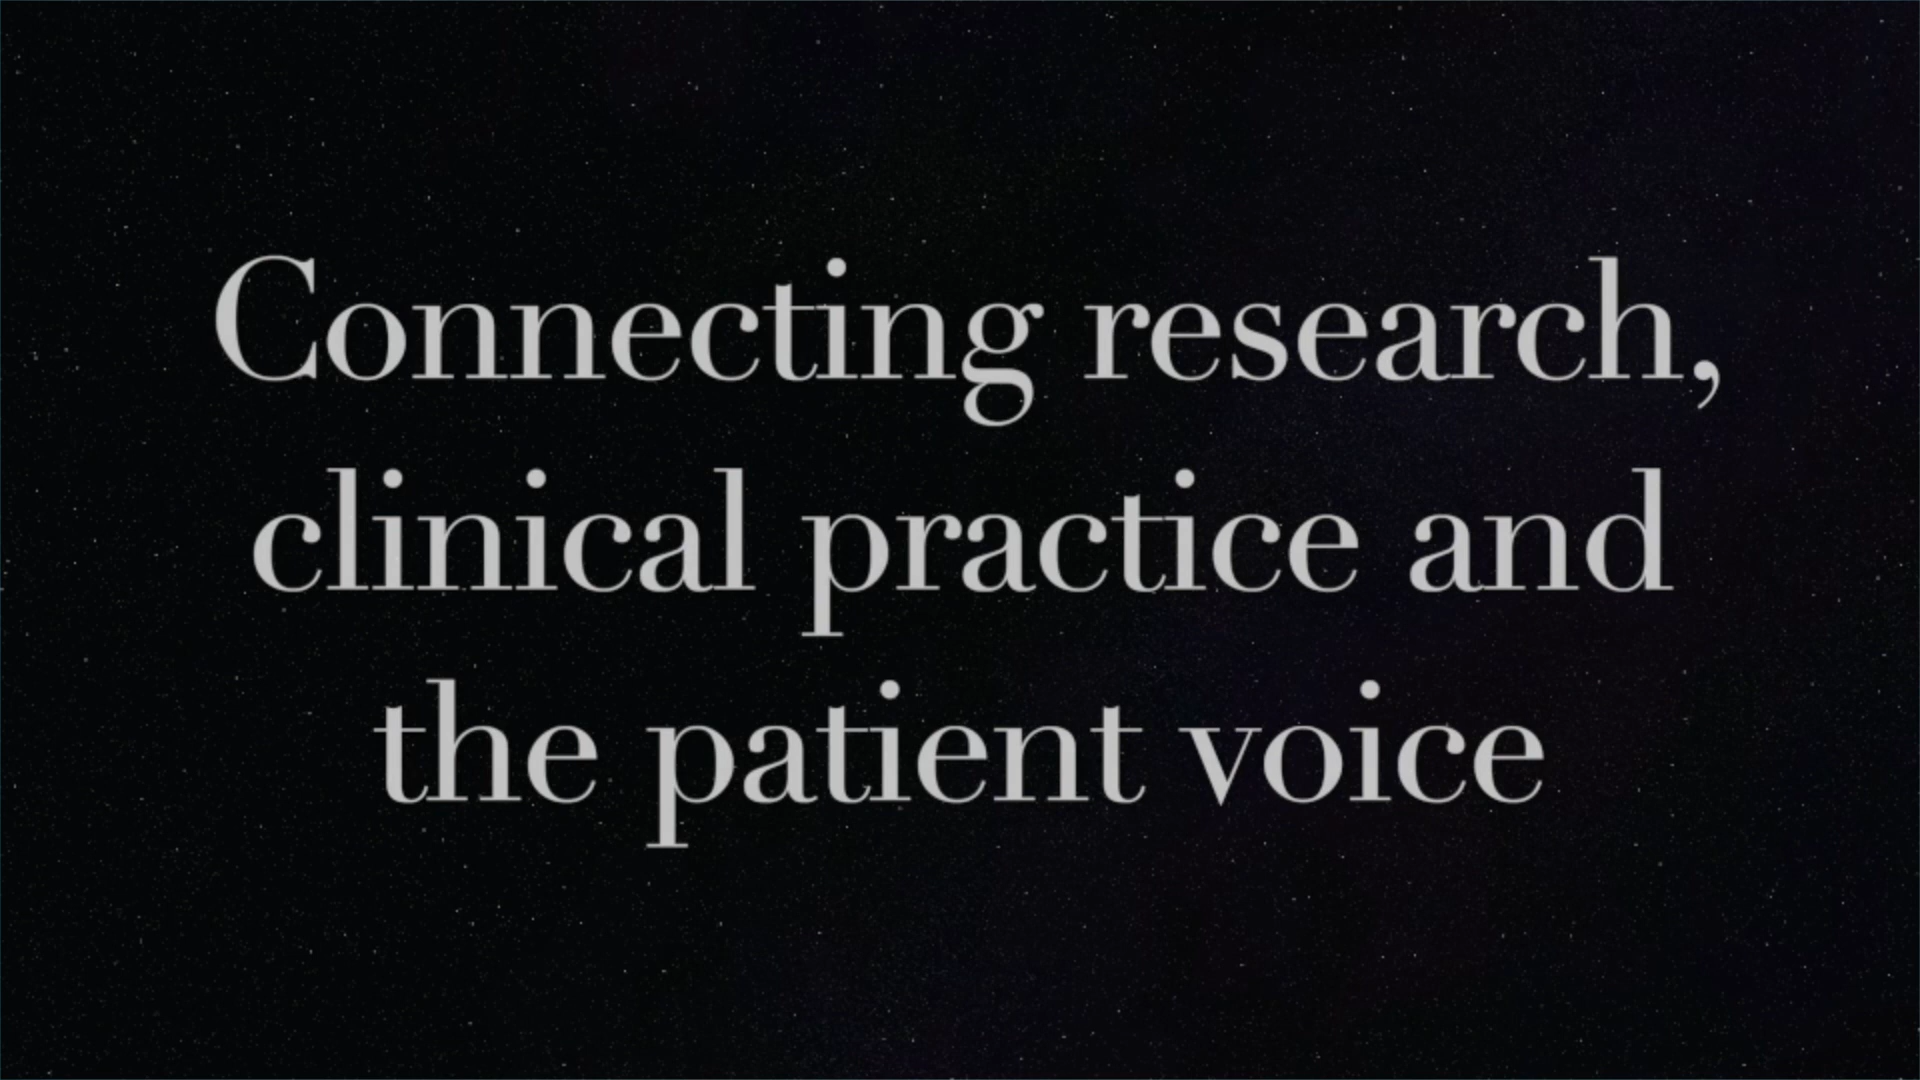 Connecting research,
clinical practice and
the patient voice